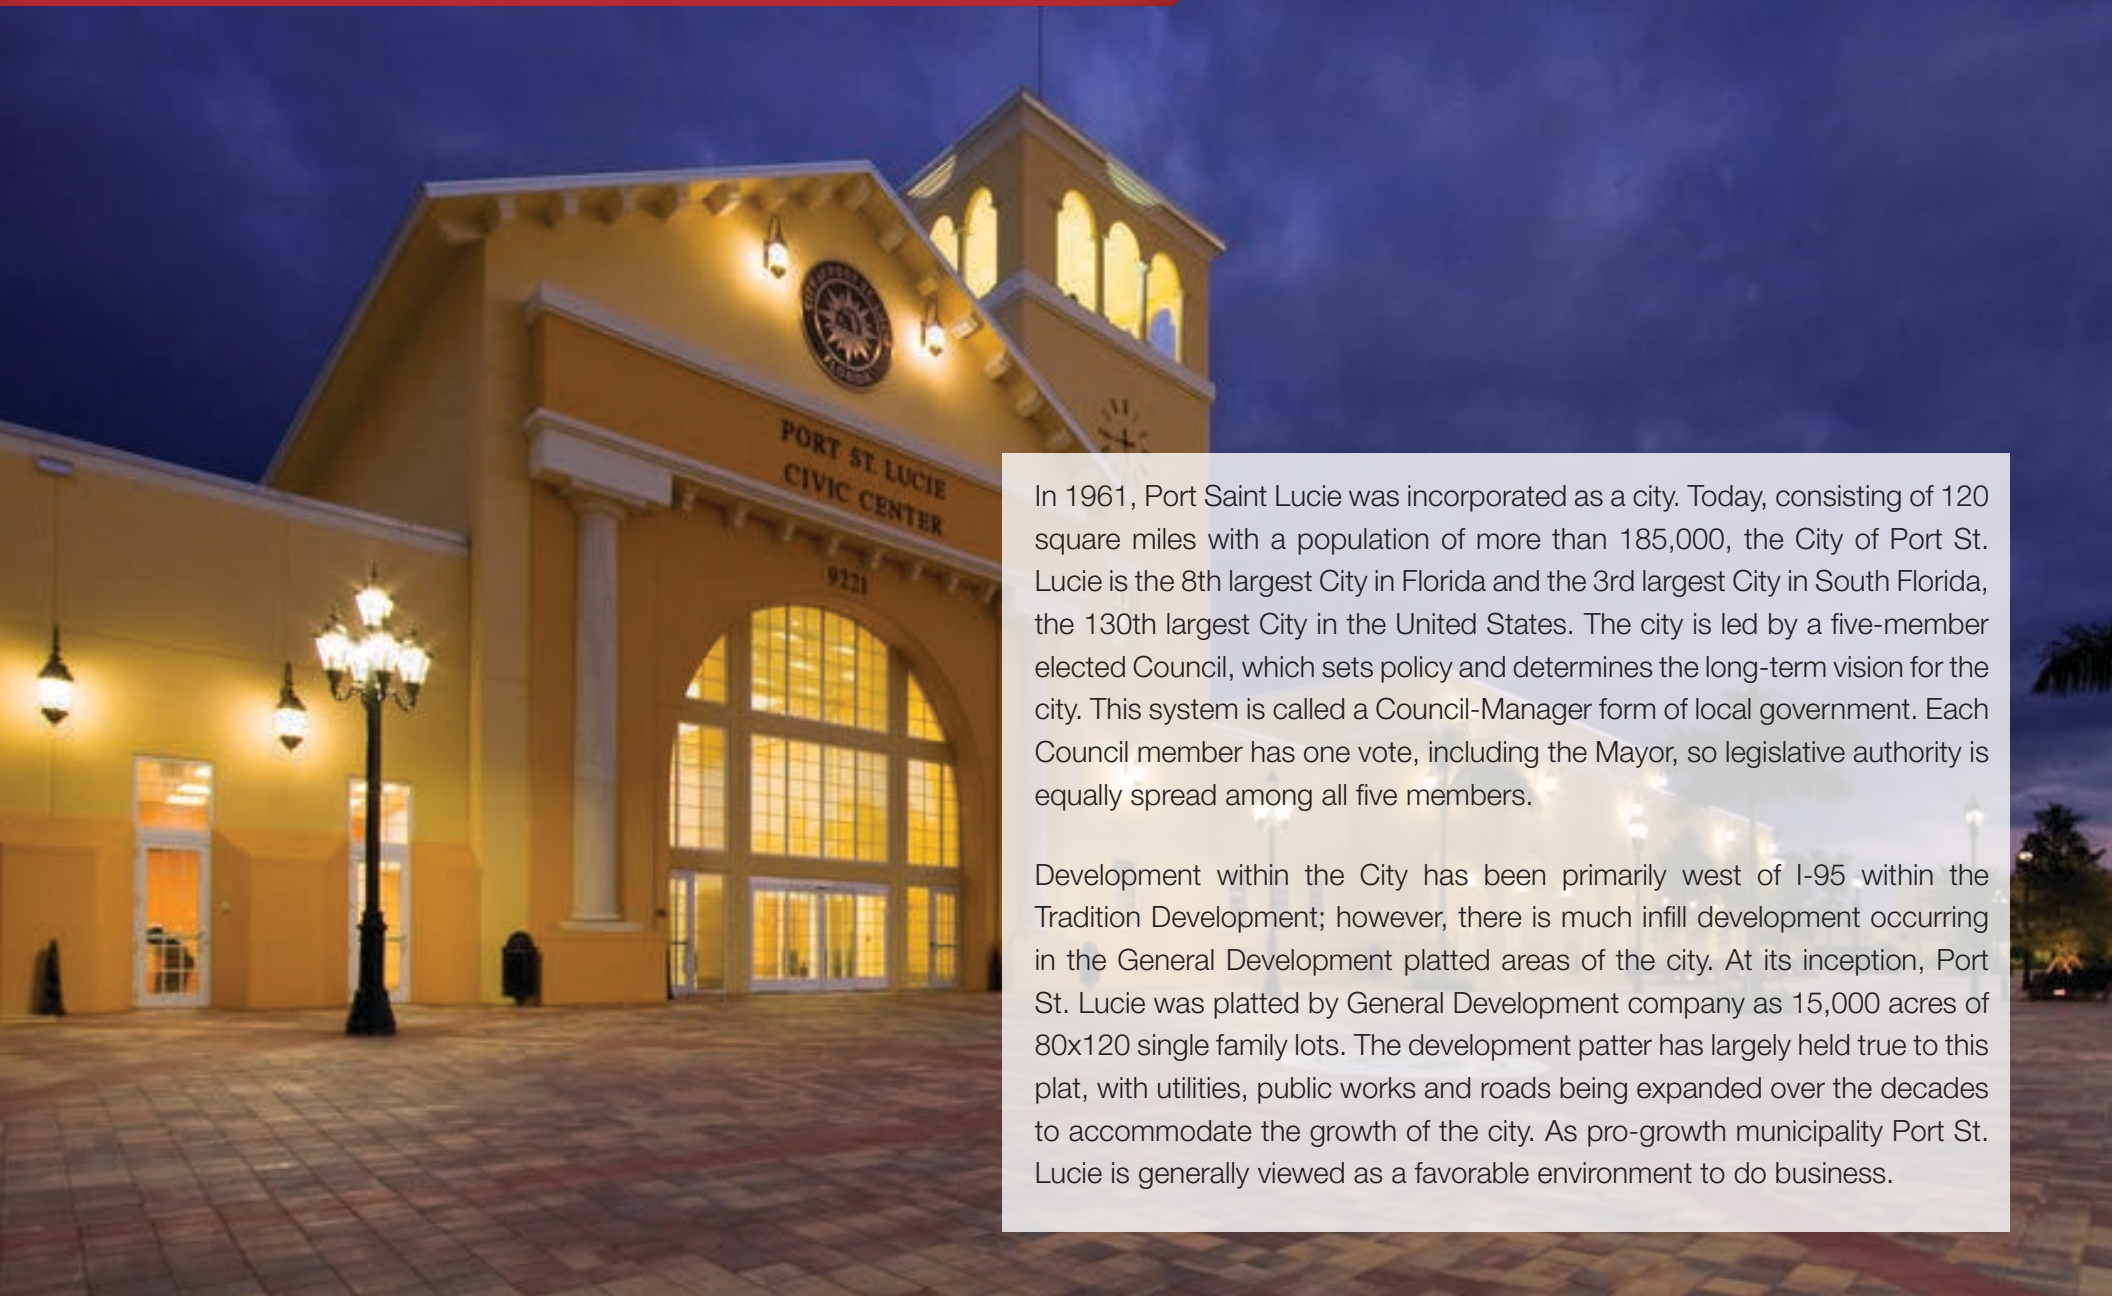 CITY OF PORT ST. LUCIE
FLORIDA
PORT ST. LUCIE
CIVIC CENTER
9221
In 1961, Port Saint Lucie was incorporated as a city. Today, consisting of 120
square miles with a population of more than 185,000, the City of Port St.
Lucie is the 8th largest City in Florida and the 3rd largest City in South Florida,
the 130th largest City in the United States. The city is led by a five-member
elected Council, which sets policy and determines the long-term vision for the
city. This system is called a Council-Manager form of local government. Each
Council member has one vote, including the Mayor, so legislative authority is
equally spread among all five members.
Development within the City has been primarily west of I-95 within the
Tradition Development; however, there is much infill development occurring
in the General Development platted areas of the city. At its inception, Port
St. Lucie was platted by General Development company as 15,000 acres of
80x120 single family lots. The development patter has largely held true to this
plat, with utilities, public works and roads being expanded over the decades
to accommodate the growth of the city. As pro-growth municipality Port St.
Lucie is generally viewed as a favorable environment to do business.